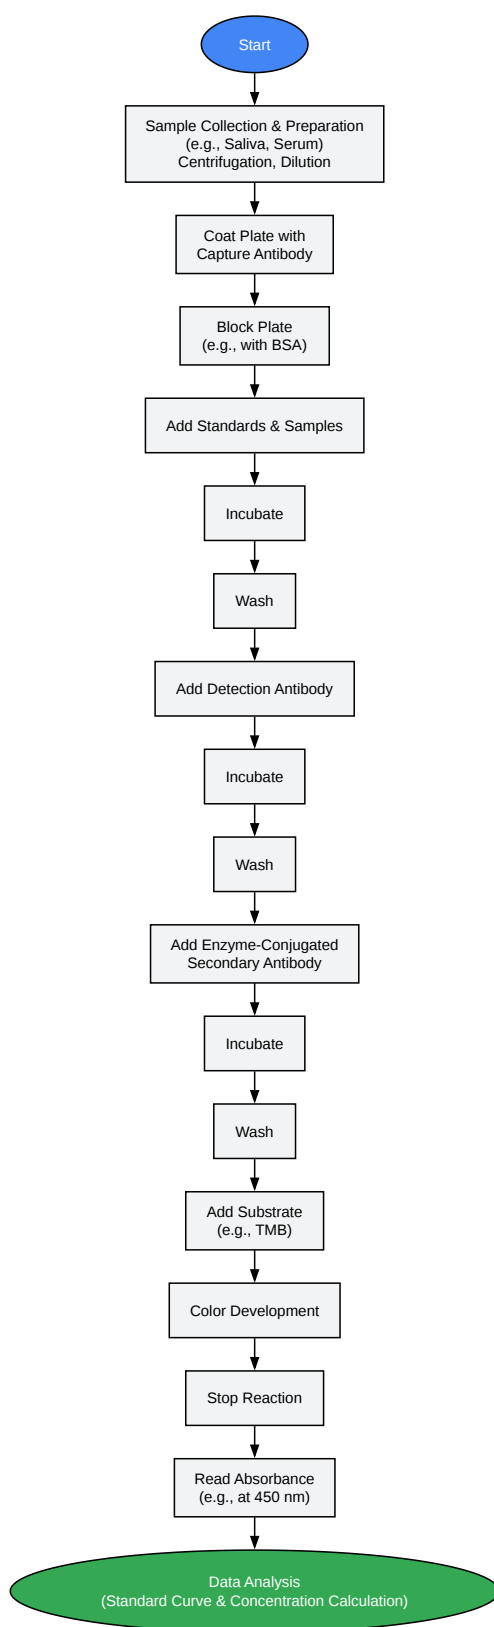 Start
Sample Collection & Preparation
(e.g., Saliva, Serum)
Centrifugation, Dilution
Coat Plate with
Capture Antibody
Block Plate
(e.g., with BSA)
Add Standards & Samples
Incubate
Wash
Add Detection Antibody
Incubate
Wash
Add Enzyme-Conjugated
Secondary Antibody
Incubate
Wash
Add Substrate
(e.g., TMB)
Color Development
Stop Reaction
Read Absorbance
(e.g., at 450 nm)
Data Analysis
(Standard Curve & Concentration Calculation)